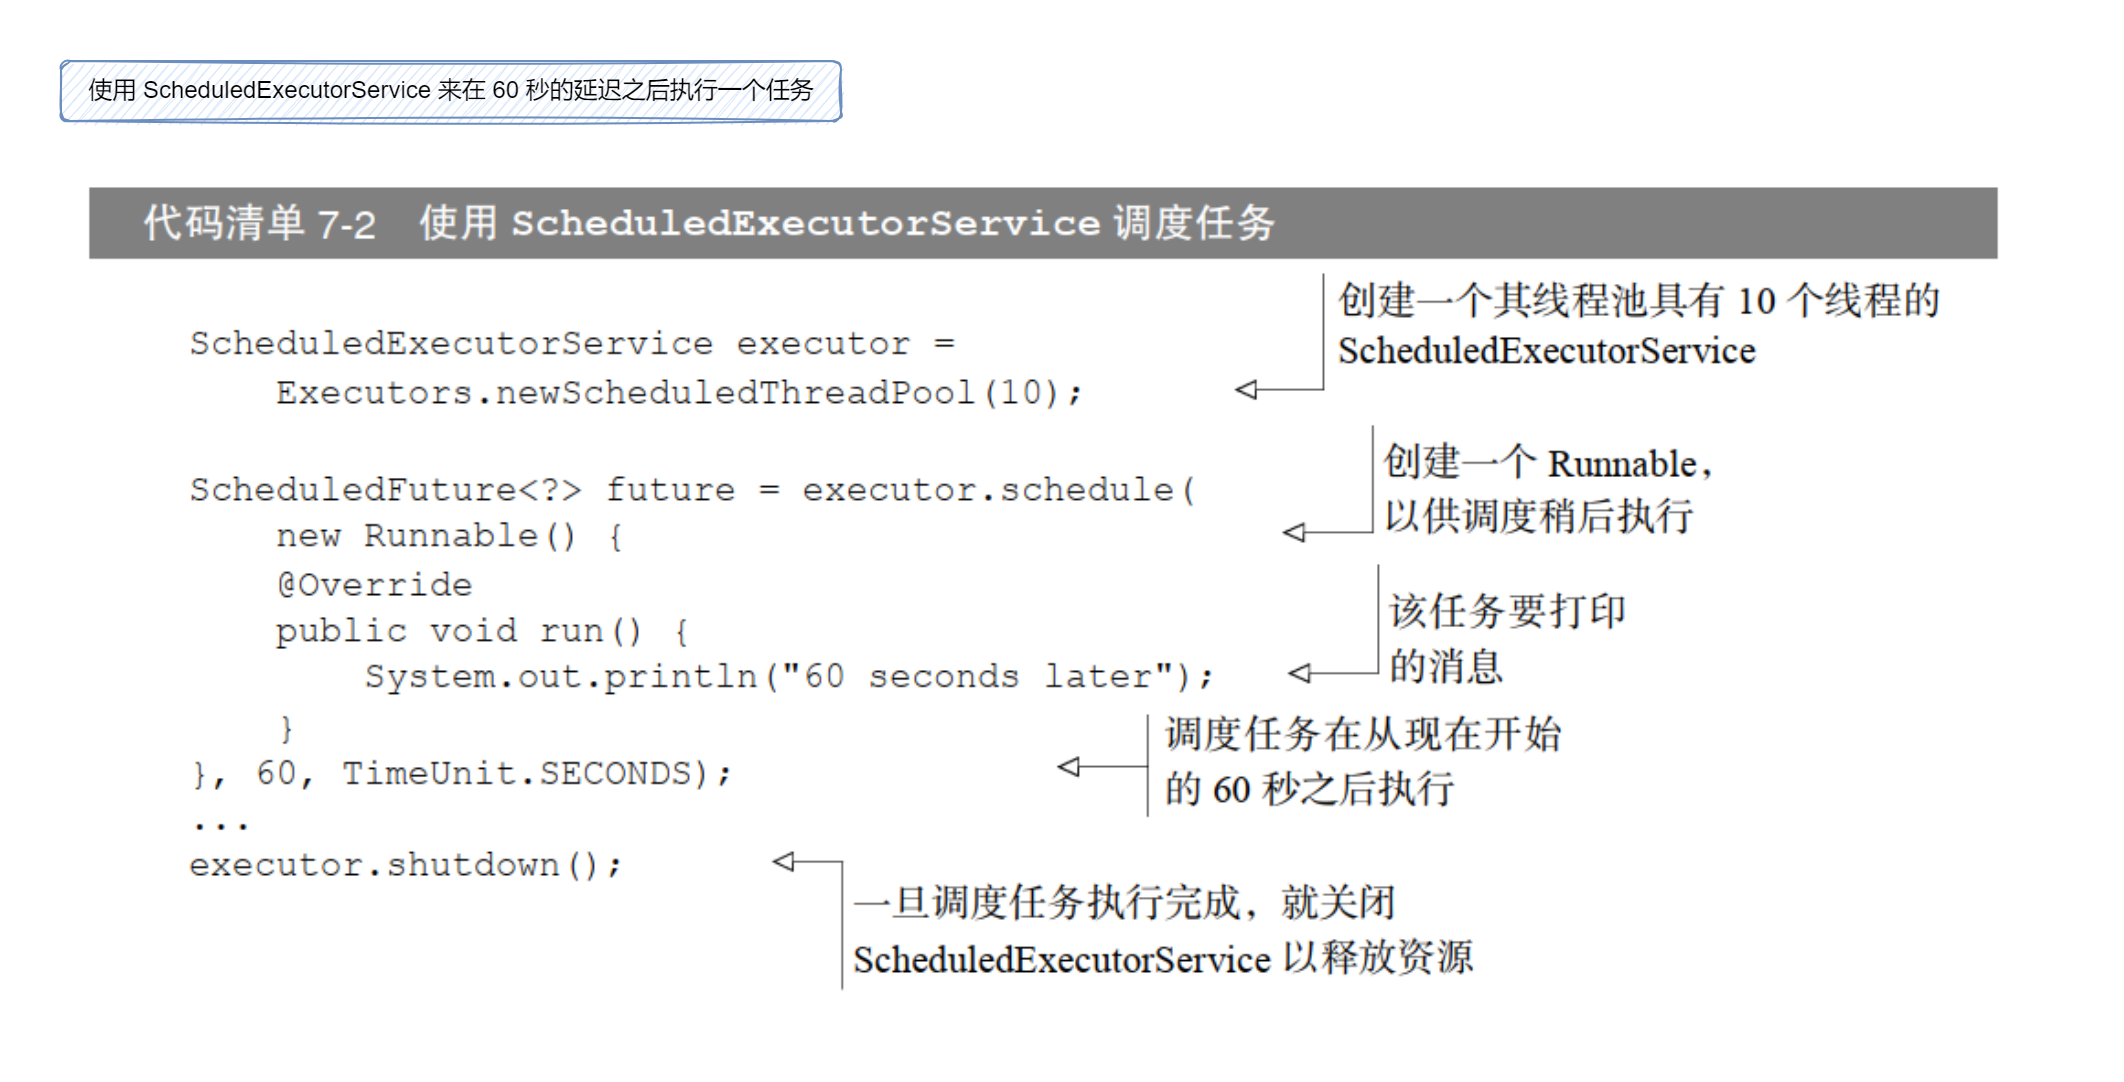 使用 ScheduledExecutorService 来在 60 秒的延迟之后执行一个任务
代码清单 7-2 使用 ScheduledExecutorService 调度任务
创建一个其线程池具有 10 个线程的
ScheduledExecutorService
ScheduledExecutorService executor =
Executors.newScheduledThreadPool(10);
创建一个 Runnable，
以供调度稍后执行
ScheduledFuture<?> future = executor.schedule(
new Runnable() {
@Override
public void run() {
该任务要打印
的消息
System.out.println("60 seconds later");
}
调度任务在从现在开始
的 60 秒之后执行
}, 60, TimeUnit.SECONDS);
...
executor.shutdown();
一旦调度任务执行完成，就关闭
ScheduledExecutorService 以释放资源